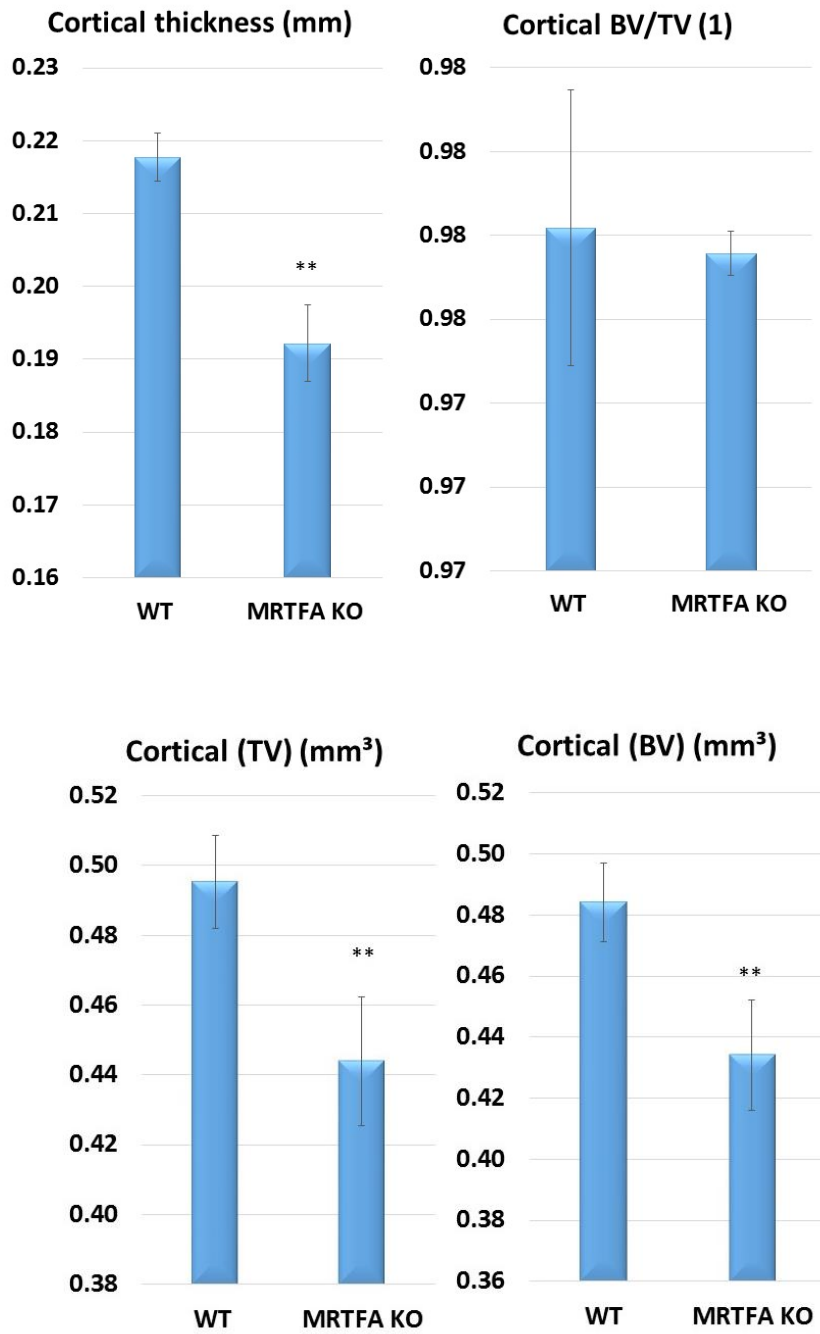 Cortical thickness (mm)
0.23
0.22
0.21
0.20
0.19
0.18
0.17
0.16
**
WT
MRTFA KO
Cortical BV/TV (1)
0.98
0.98
0.98
0.98
0.97
0.97
0.97
WT
MRTFA KO
Cortical (TV) (mm³)
0.52
0.50
0.48
0.46
0.44
0.42
0.40
0.38
**
WT
MRTFA KO
Cortical (BV) (mm³)
0.52
0.50
0.48
0.46
0.44
0.42
0.40
0.38
0.36
**
WT
MRTFA KO